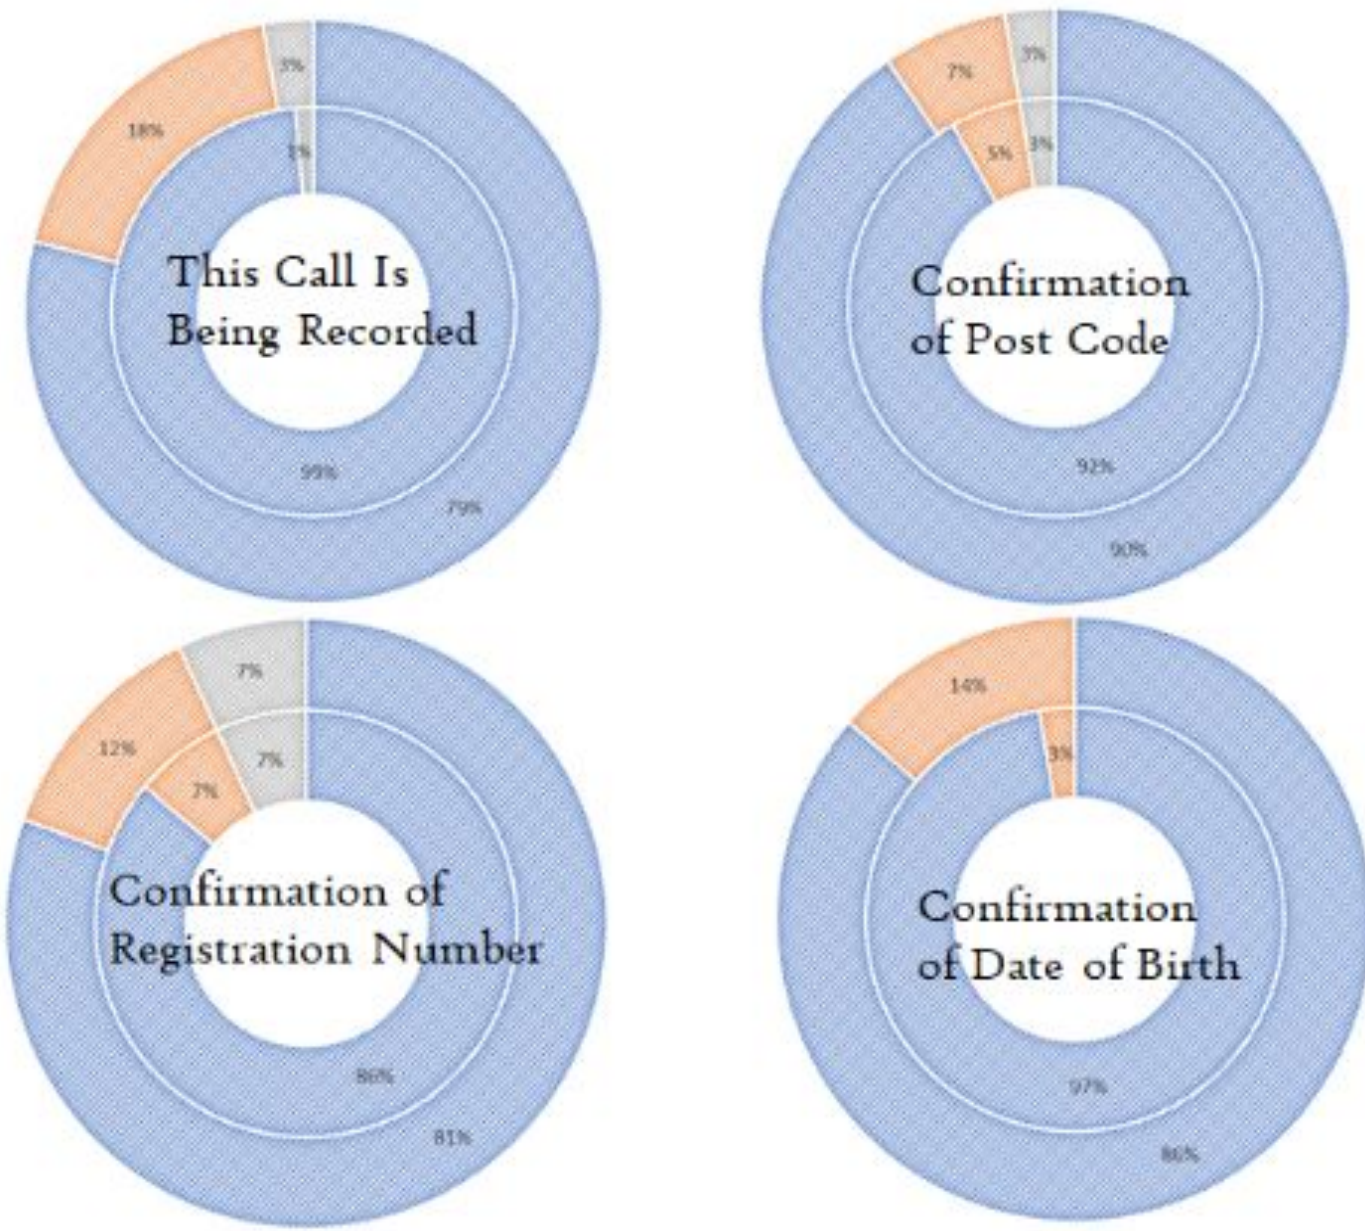 3%
18%
1%
This Call Is
Being Recorded
99%
79%
3%
7%
5%
3%
Confirmation
of Post Code
92%
90%
7%
12%
7%
7%
Confirmation of
Registration Number
86%
81%
14%
3%
Confirmation
of Date of Birth
97%
86%